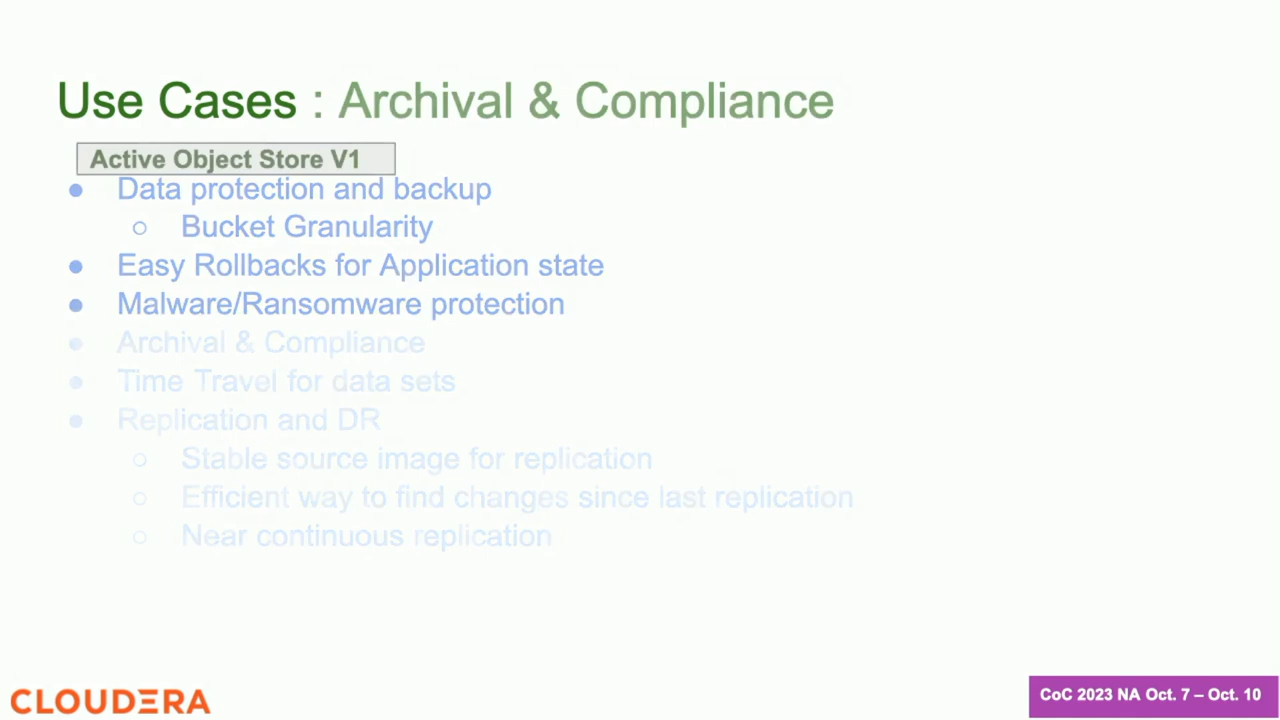 Use Cases : Archival & Compliance
Active Object Store V1
● Data protection and backup
○ Bucket Granularity
● Easy Rollbacks for Application state
● Malware/Ransomware protection
● Archival & Compliance
● Time Travel for data sets
● Replication and DR
○ Stable source image for replication
○ Efficient way to find changes since last replication
○ Near continuous replication
CLOUDERA
CoC 2023 NA Oct. 7 – Oct. 10